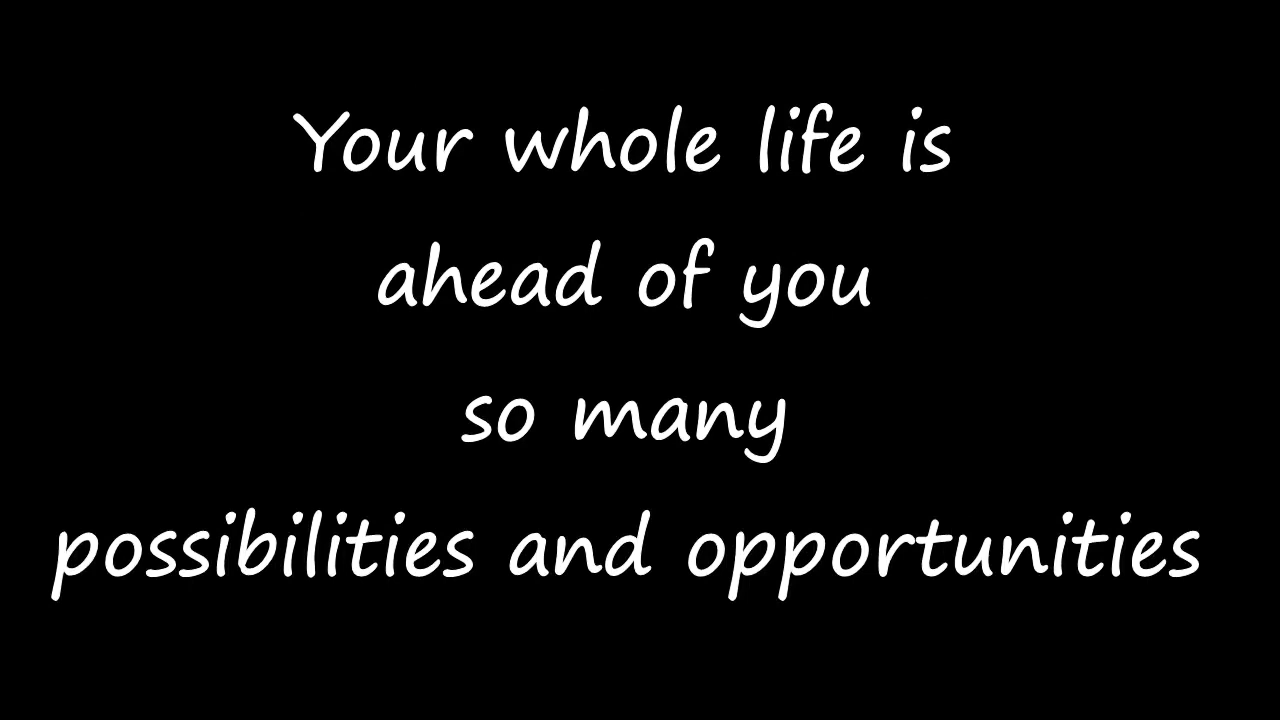 Your whole life is
ahead of you
so many
possibilities and opportunities